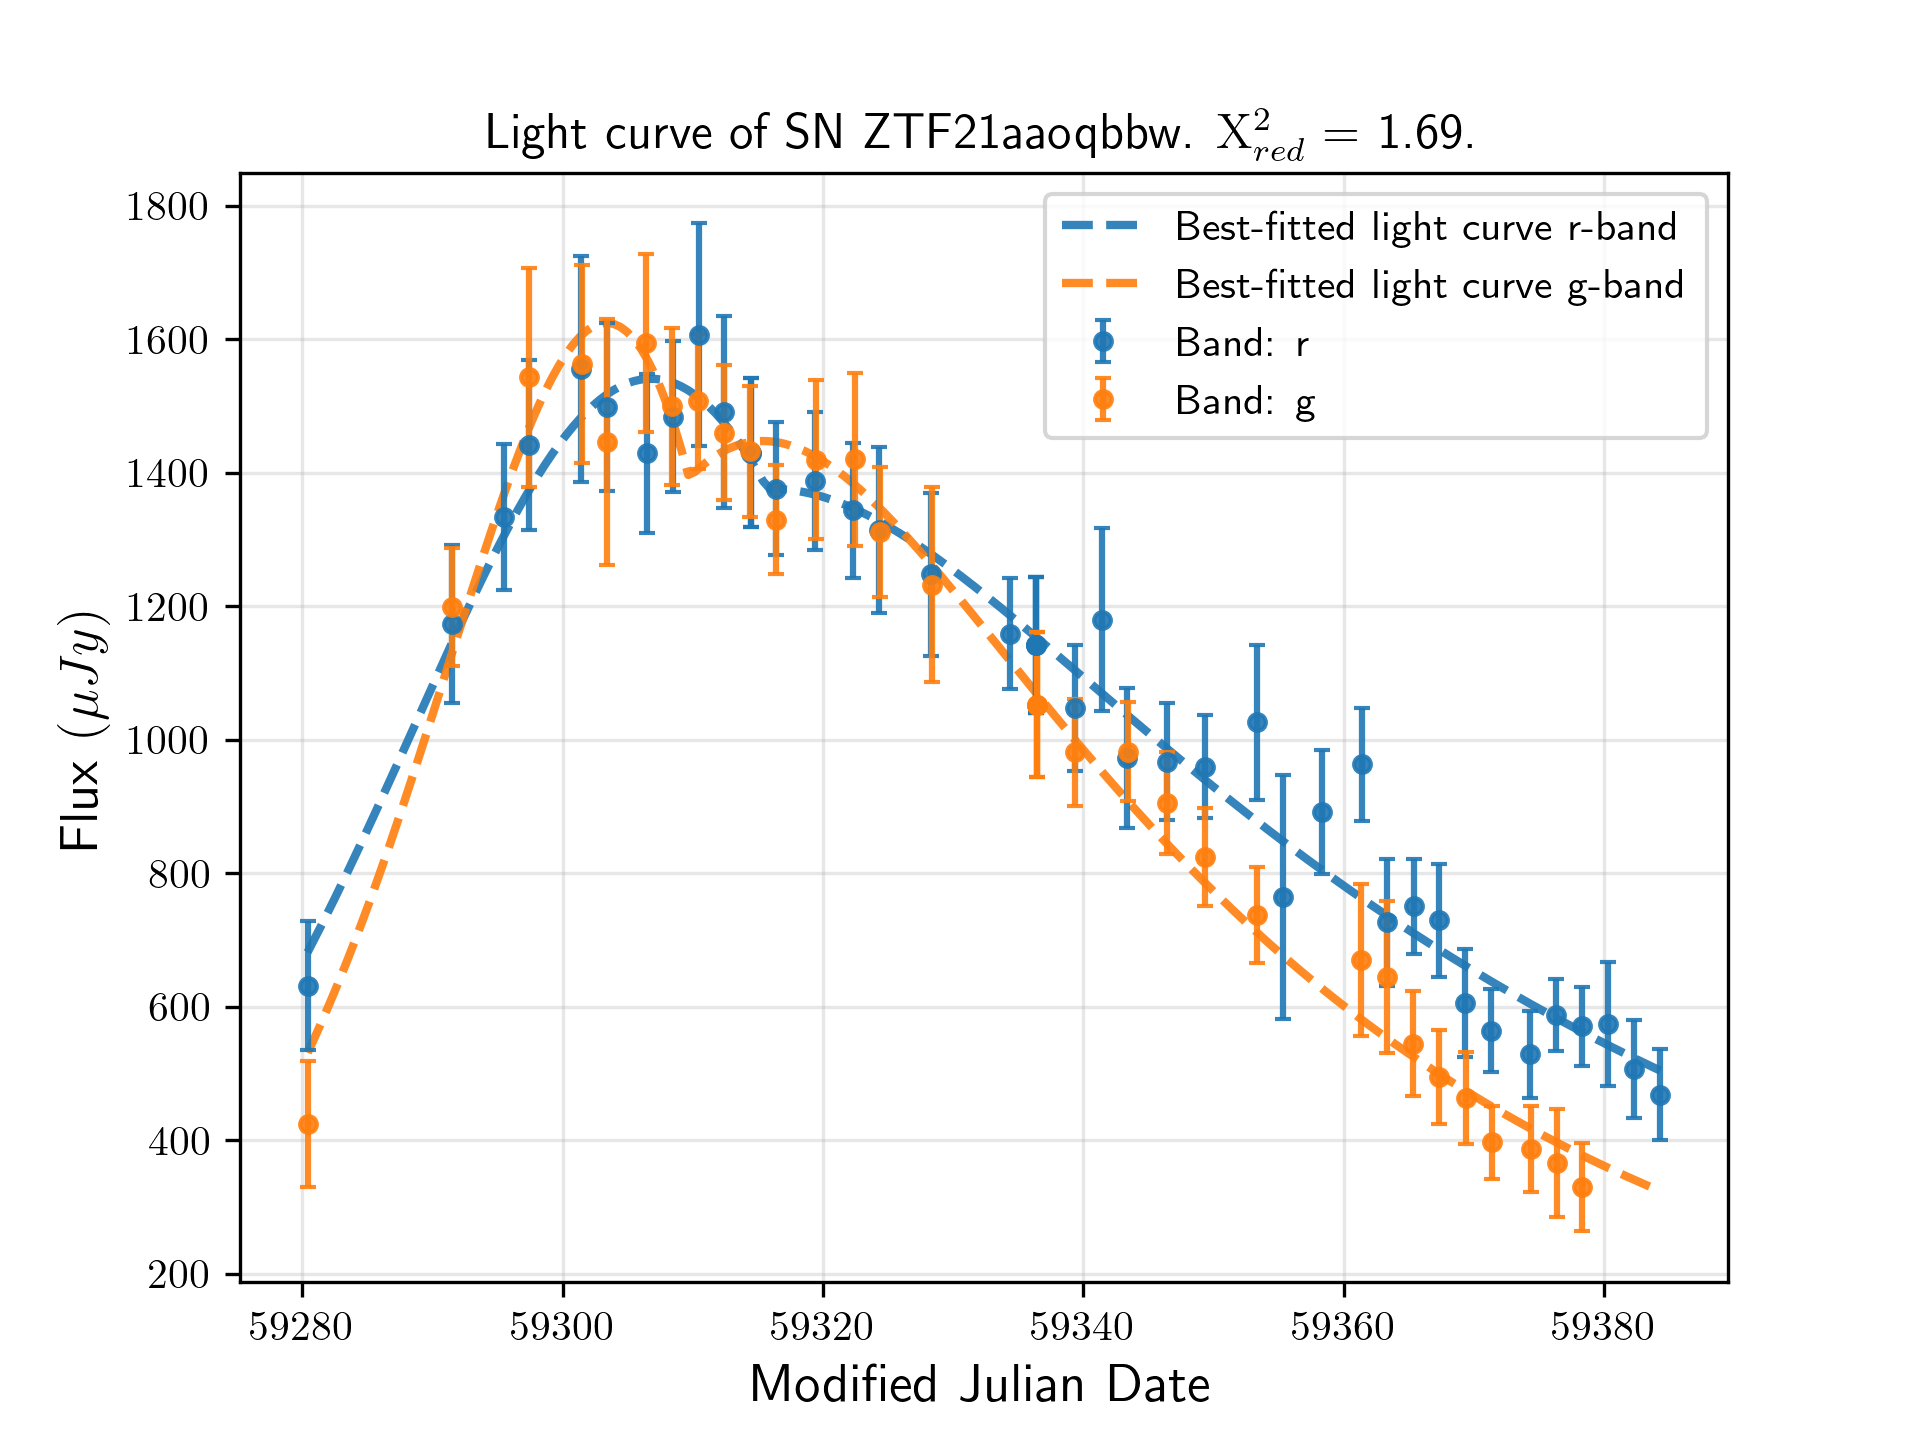 Light curve of SN ZTF21aaoqbbw. X²_red = 1.69.
Best-fitted light curve r-band
Best-fitted light curve g-band
Band: r
Band: g
1800
1600
1400
1200
1000
800
600
400
200
Flux (μJy)
59280 59300 59320 59340 59360 59380
Modified Julian Date